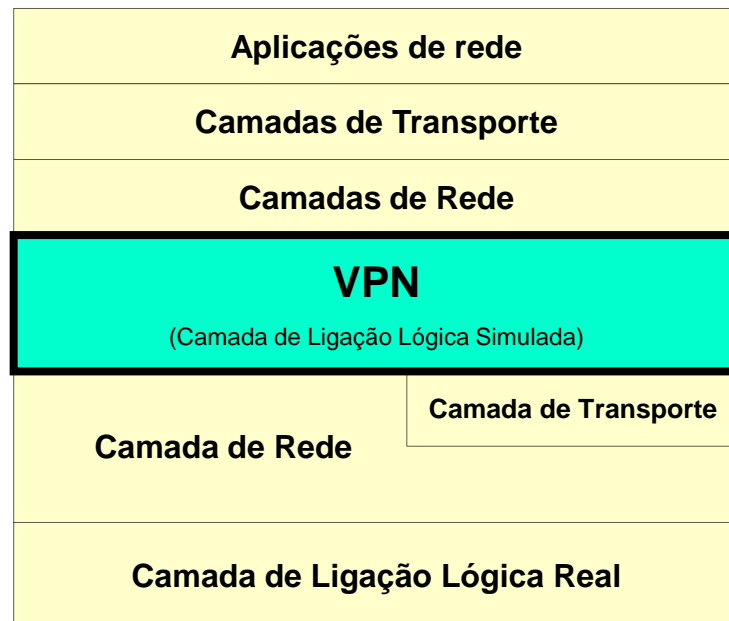 Aplicações de rede
Camadas de Transporte
Camadas de Rede
VPN
(Camada de Ligação Lógica Simulada)
Camada de Transporte
Camada de Rede
Camada de Ligação Lógica Real